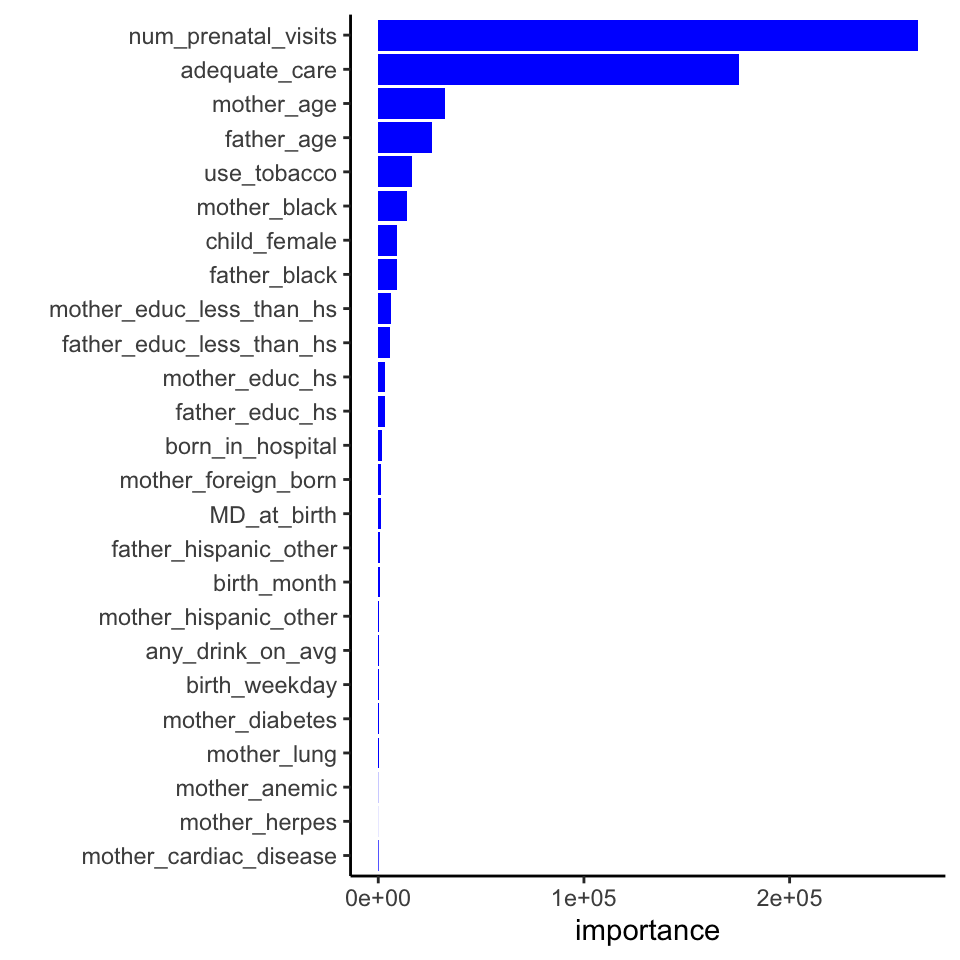 num_prenatal_visits
adequate_care
mother_age
father_age
use_tobacco
mother_black
child_female
father_black
mother_educ_less_than_hs
father_educ_less_than_hs
mother_educ_hs
father_educ_hs
born_in_hospital
mother_foreign_born
MD_at_birth
father_hispanic_other
birth_month
mother_hispanic_other
any_drink_on_avg
birth_weekday
mother_diabetes
mother_lung
mother_anemic
mother_herpes
mother_cardiac_disease
0e+00 1e+05 2e+05
importance